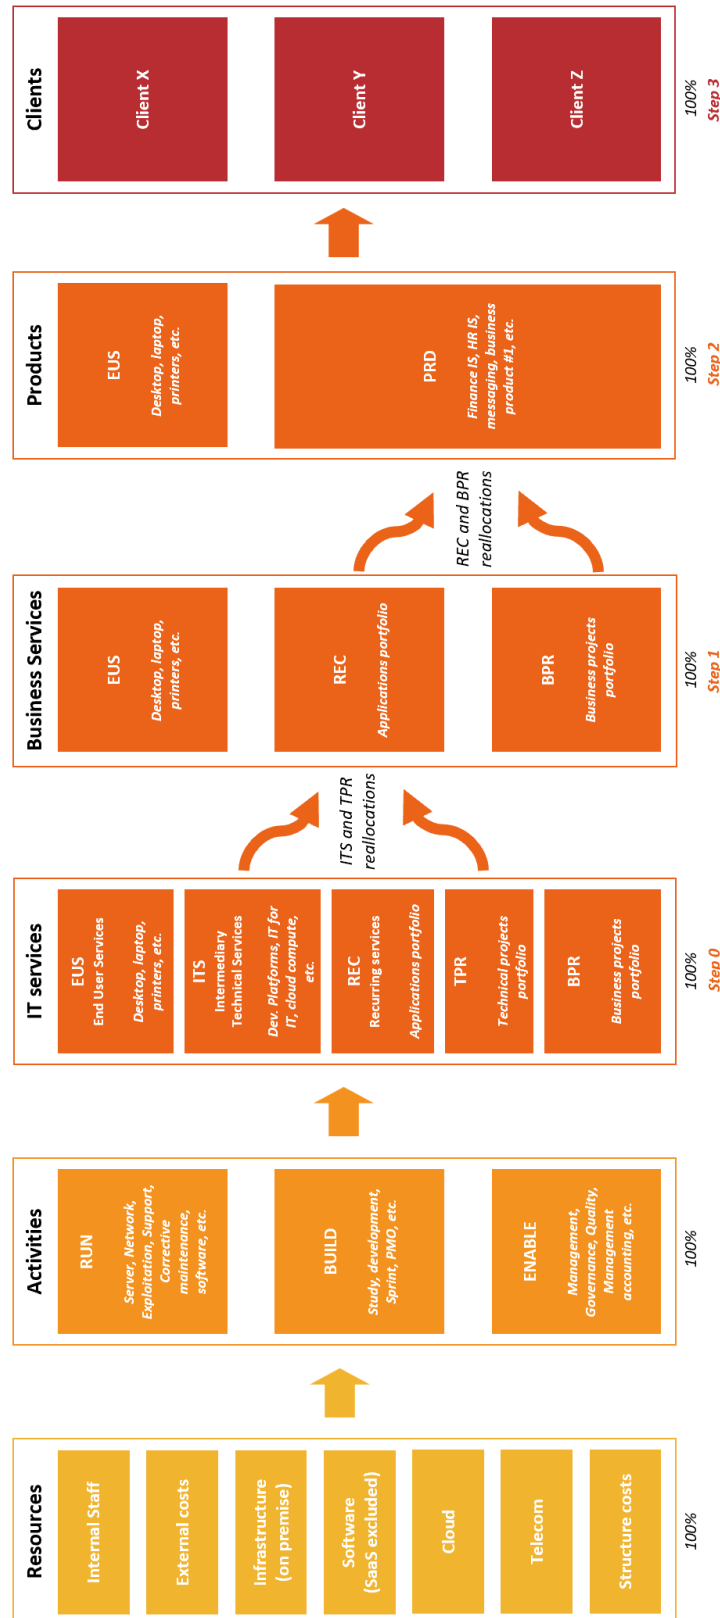 Resources
Internal Staff
External costs
Infrastructure
(on premise)
Software
(SaaS excluded)
Cloud
Telecom
Structure costs
100%
Activities
RUN
Server, Network,
Exploitation, Support,
Corrective
maintenance,
software, etc.
BUILD
Study, development,
Sprint, PMO, etc.
ENABLE
Management,
Governance, Quality,
Management
accounting, etc.
100%
IT services
EUS
End User Services
Desktop, laptop,
printers, etc.
ITS
Intermediary
Technical Services
Dev. Platforms, IT for
IT, cloud compute,
etc.
REC
Recurring services
Applications portfolio
TPR
Technical projects
portfolio
BPR
Business projects
portfolio
100%
Step 0
ITS and TPR
reallocations
Business Services
EUS
Desktop, laptop,
printers, etc.
REC
Applications portfolio
BPR
Business projects
portfolio
100%
Step 1
REC and BPR
reallocations
Products
EUS
Desktop, laptop,
printers, etc.
PRD
Finance IS, HR IS,
messaging, business
product #1, etc.
100%
Step 2
Clients
Client X
Client Y
Client Z
100%
Step 3